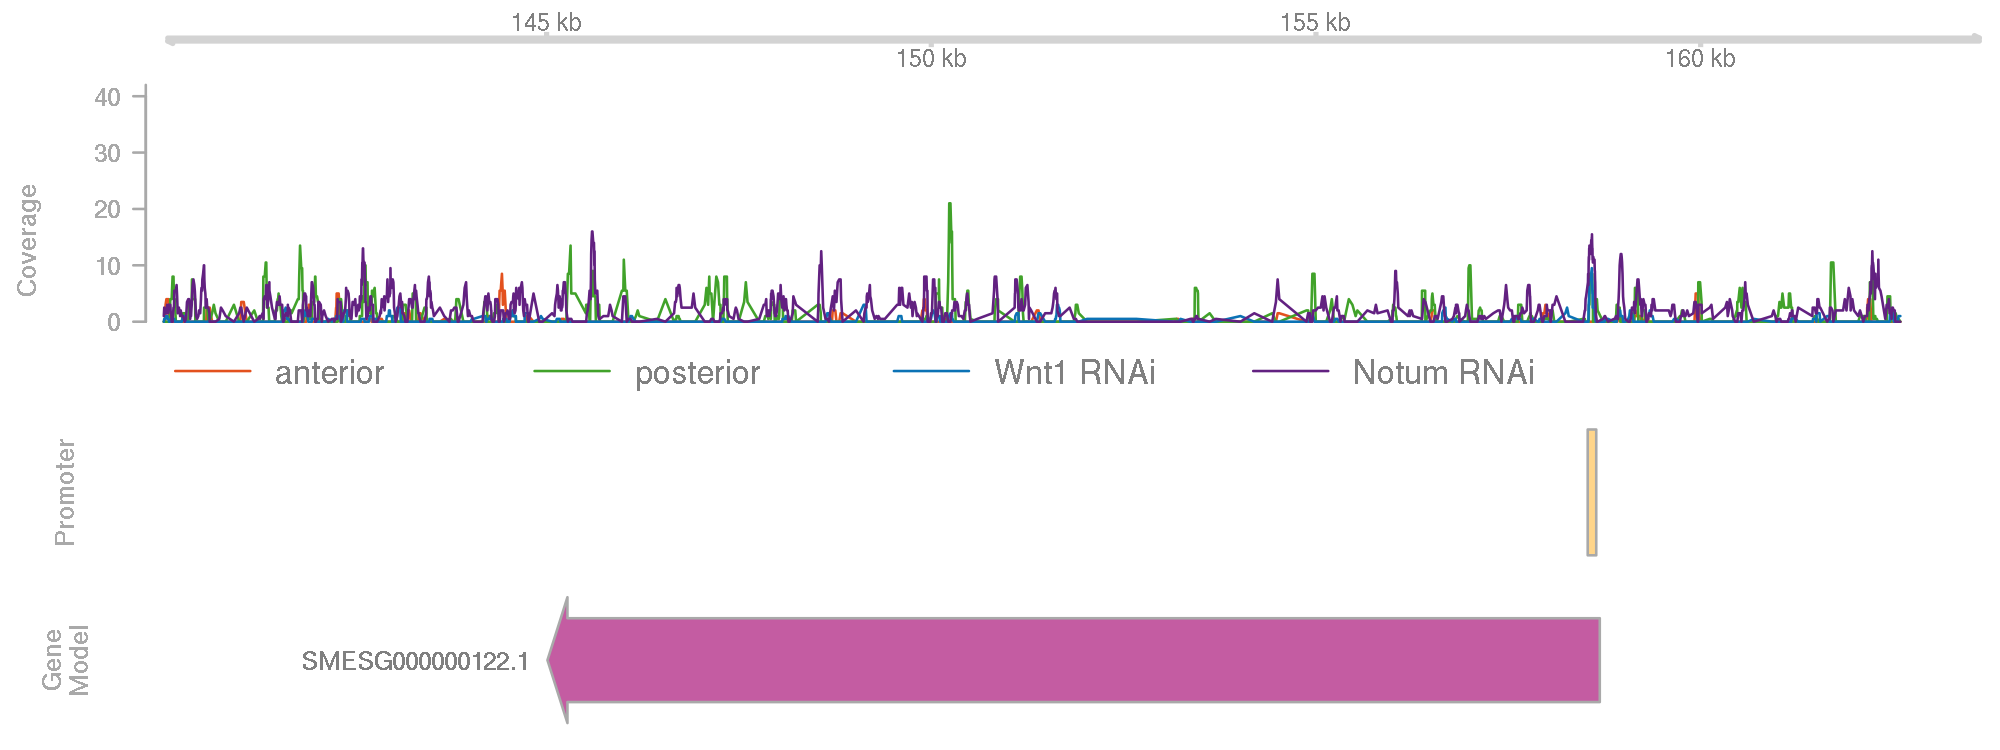 145 kb
155 kb
150 kb
160 kb
Coverage
40
30
20
10
0
anterior
posterior
Wnt1 RNAi
Notum RNAi
Promoter
Gene
Model
SMESG000000122.1